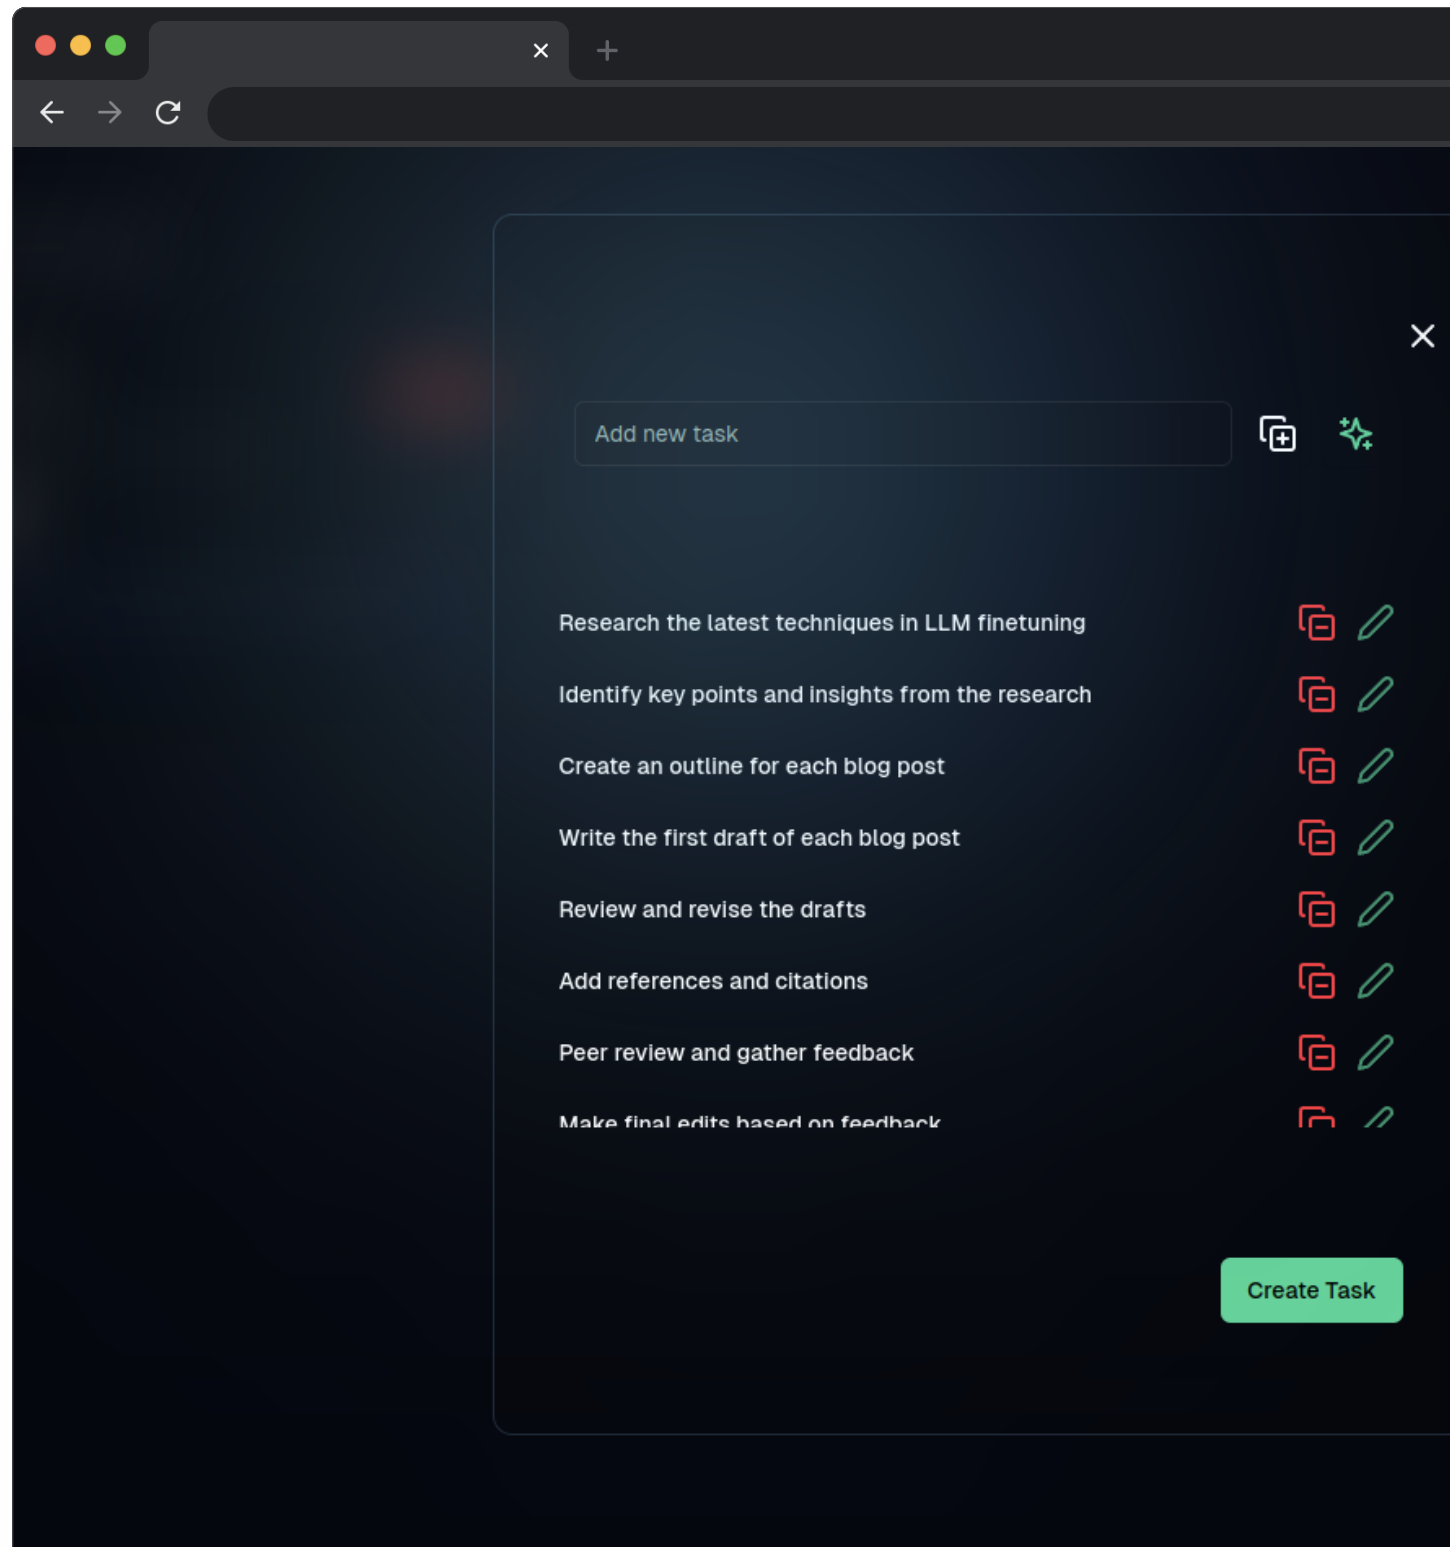 Add new task
Research the latest techniques in LLM finetuning
Identify key points and insights from the research
Create an outline for each blog post
Write the first draft of each blog post
Review and revise the drafts
Add references and citations
Peer review and gather feedback
Make final edits based on feedback
Create Task